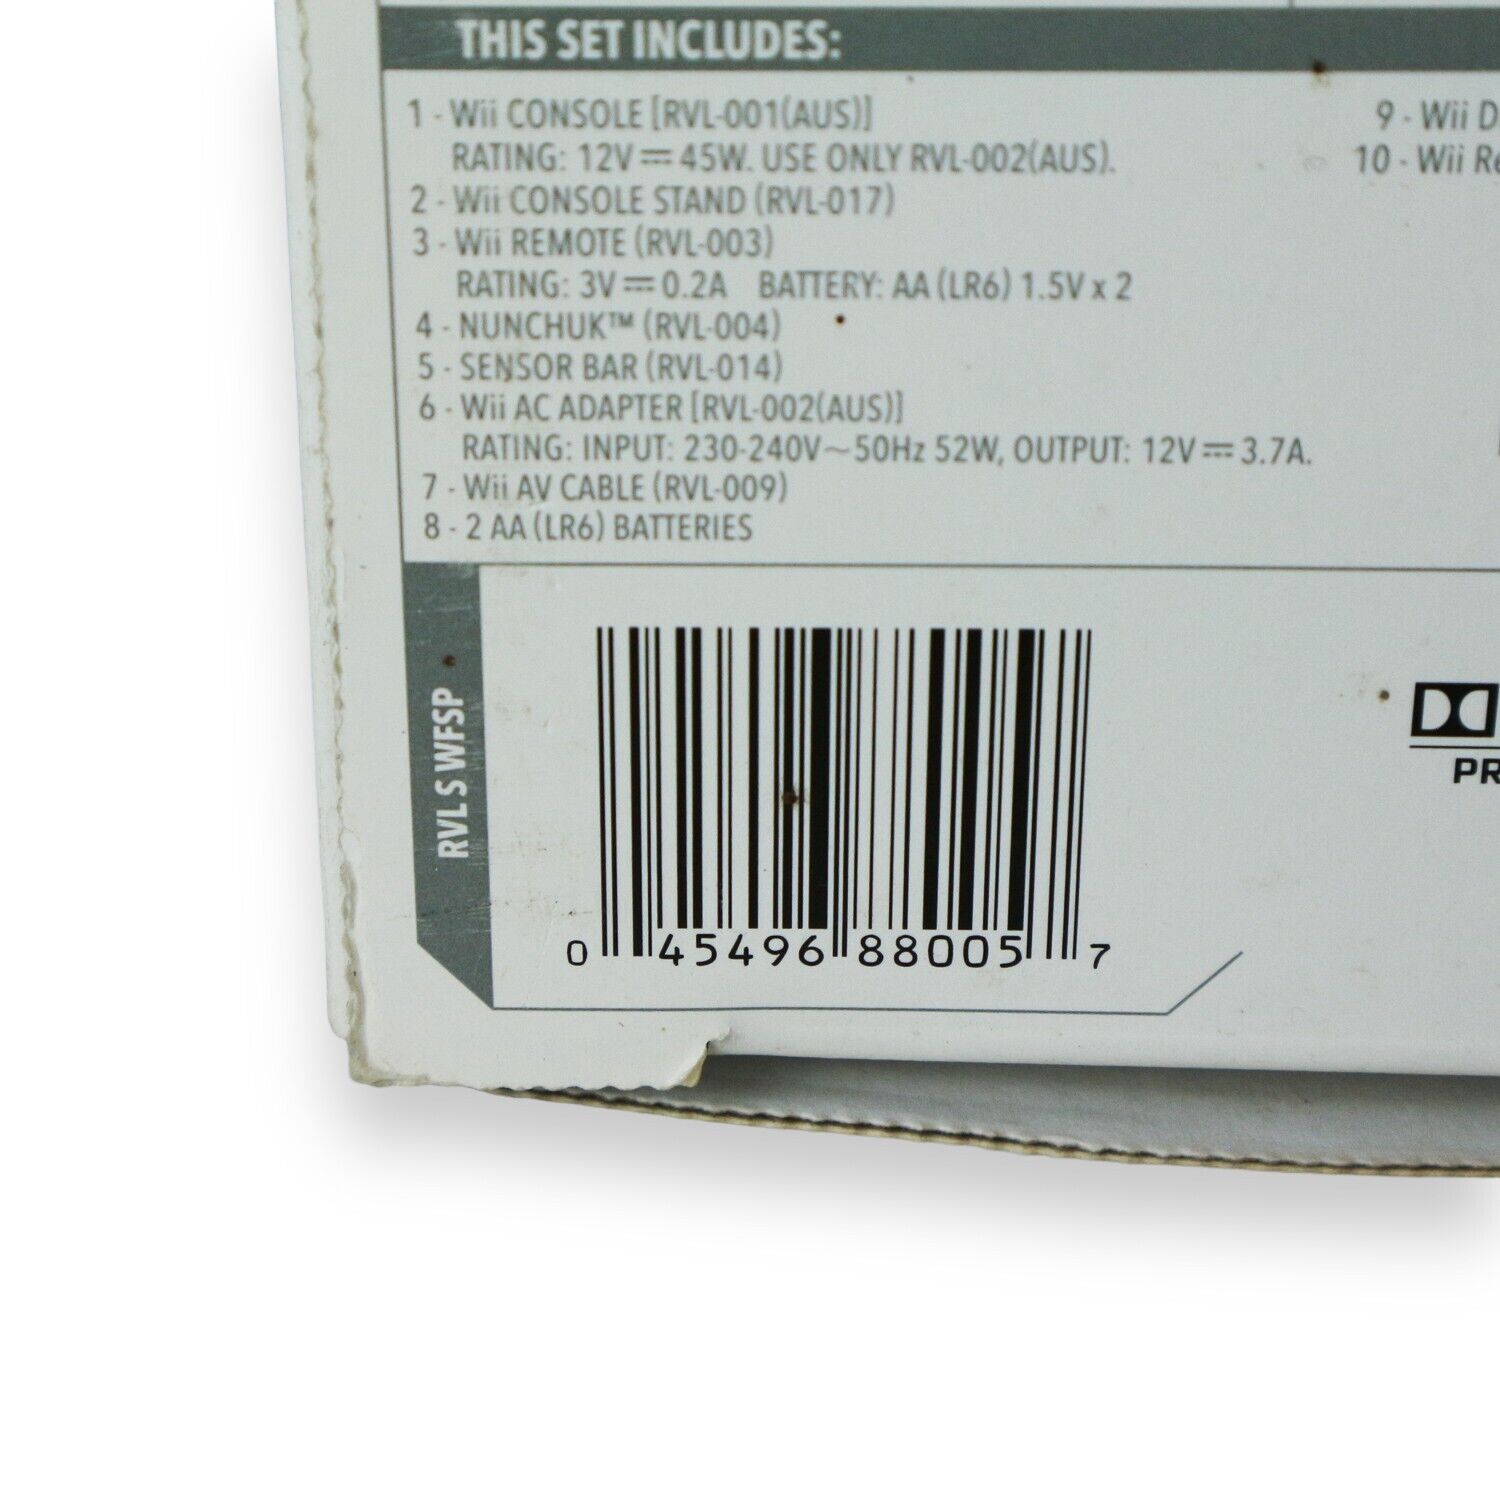 THIS SET INCLUDES:
1 - Wii CONSOLE [RVL-001(AUS)]
RATING: 12V⎓45W. USE ONLY RVL-002(AUS).
2 - Wii CONSOLE STAND (RVL-017)
3 - Wii REMOTE (RVL-003)
RATING: 3V⎓0.2A BATTERY: AA (LR6) 1.5V x 2
4 - NUNCHUK™ (RVL-004)
5 - SENSOR BAR (RVL-014)
6 - Wii AC ADAPTER [RVL-002(AUS)]
RATING: INPUT: 230-240V~50Hz 52W, OUTPUT: 12V⎓3.7A.
7 - Wii AV CABLE (RVL-009)
8 - 2 AA (LR6) BATTERIES
9 - Wii
10 - Wii
RVL S WFSP
0 45496 88005 7